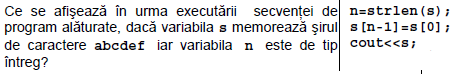 Ce se afişează în urma executării secvenţei de
program alăturate, dacă variabila s memorează şirul
de caractere abcdef iar variabila n este de tip
întreg?
n=strlen(s);
s[n-1]=s[0];
cout<<s;